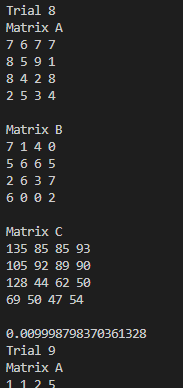 Trial 8
Matrix A
7 6 7 7
8 5 9 1
8 4 2 8
2 5 3 4
Matrix B
7 1 4 0
5 6 6 5
2 6 3 7
6 0 0 2
Matrix C
135 85 85 93
105 92 89 90
128 44 62 50
69 50 47 54
0.009998798370361328
Trial 9
Matrix A
1 1 2 5